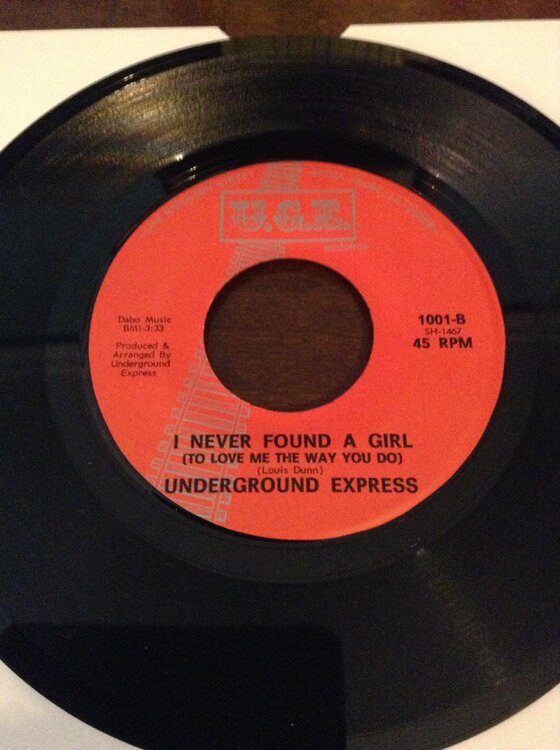 U.G.E.
RECORDS
Dabo Music
BMI-3:33
Produced &
Arranged By
Underground
Express
1001-B
SH-1467
45 RPM
I NEVER FOUND A GIRL
(TO LOVE ME THE WAY YOU DO)
(Louis Dunn)
UNDERGROUND EXPRESS